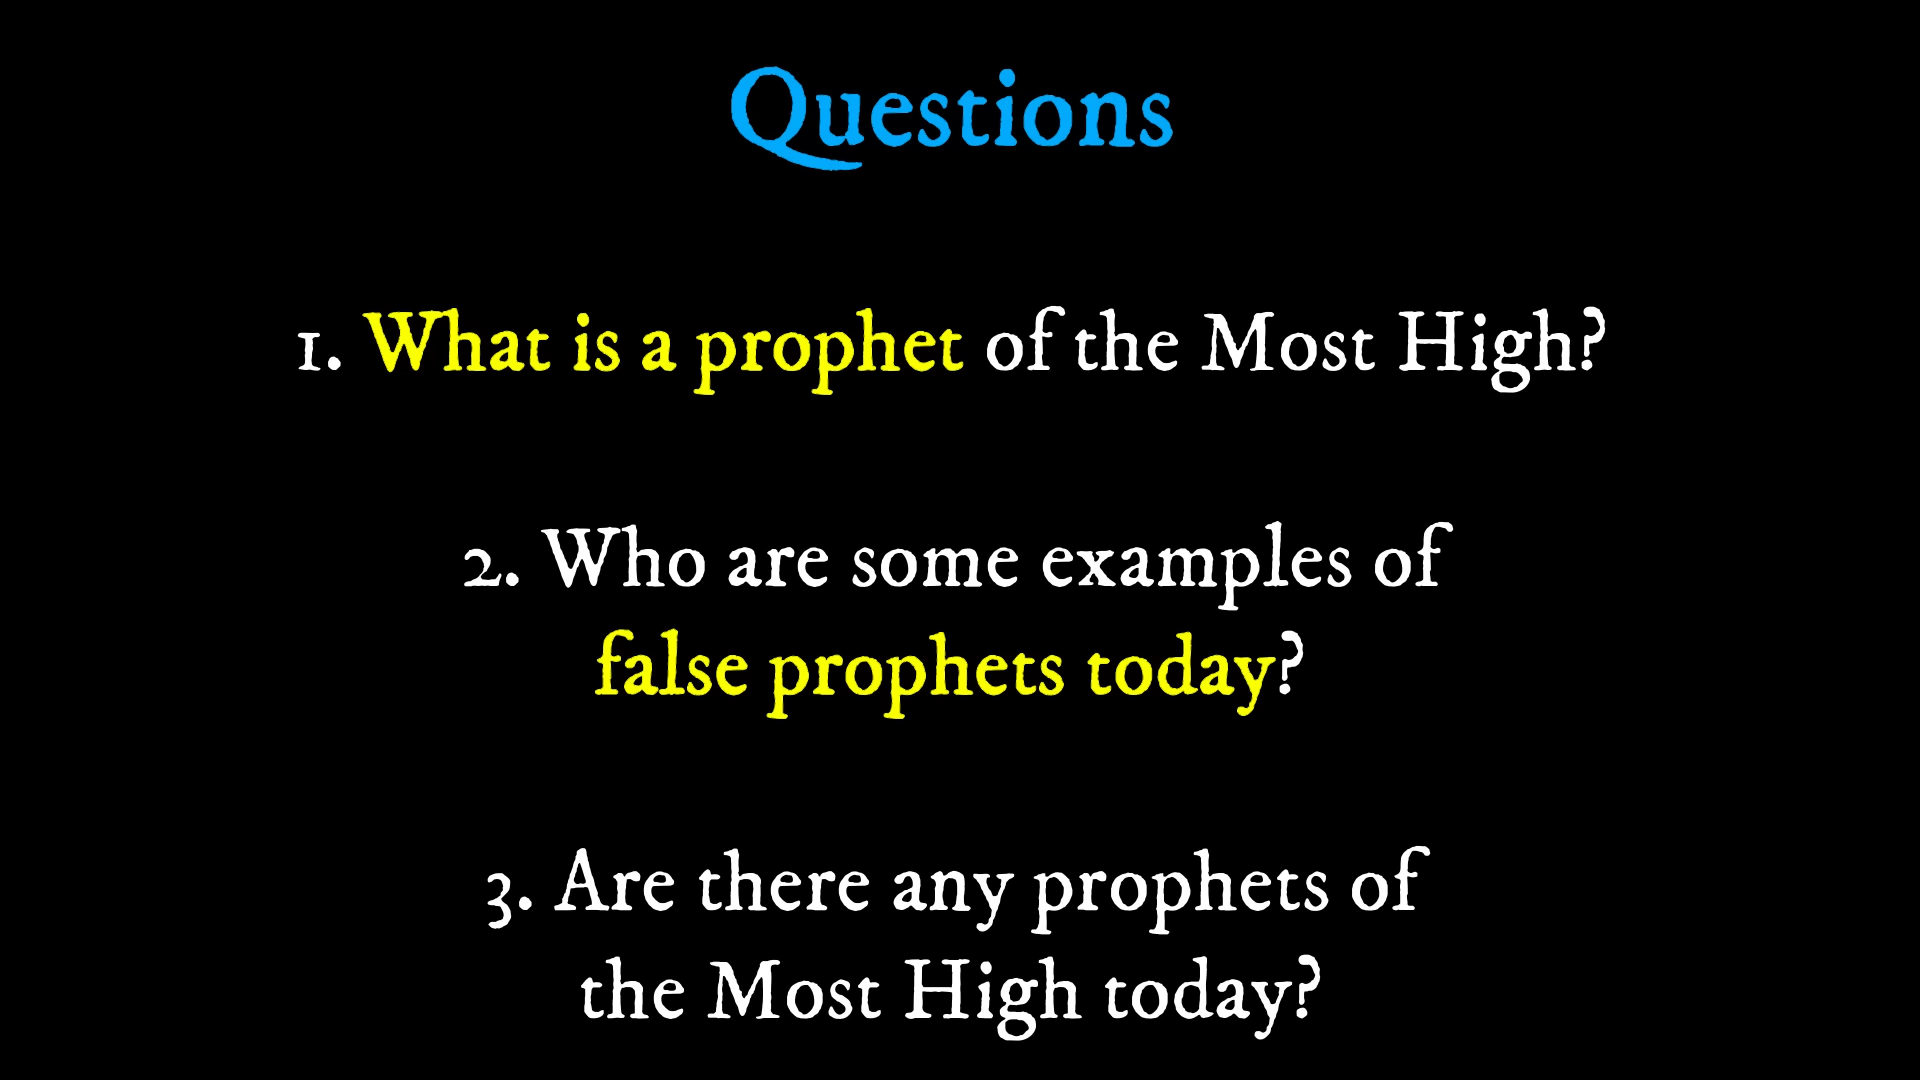 Questions
1. What is a prophet of the Most High?
2. Who are some examples of
false prophets today?
3. Are there any prophets of
the Most High today?